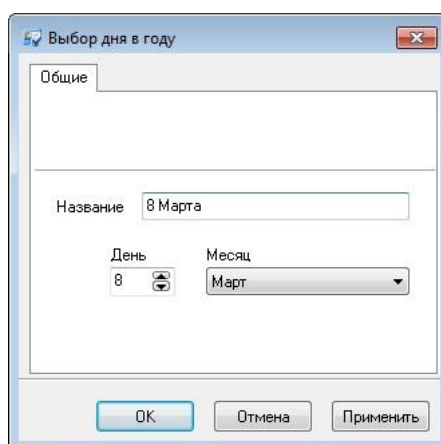 Выбор дня в году
Общие
Название 8 Марта
День Месяц
8 Март
OK Отмена Применить